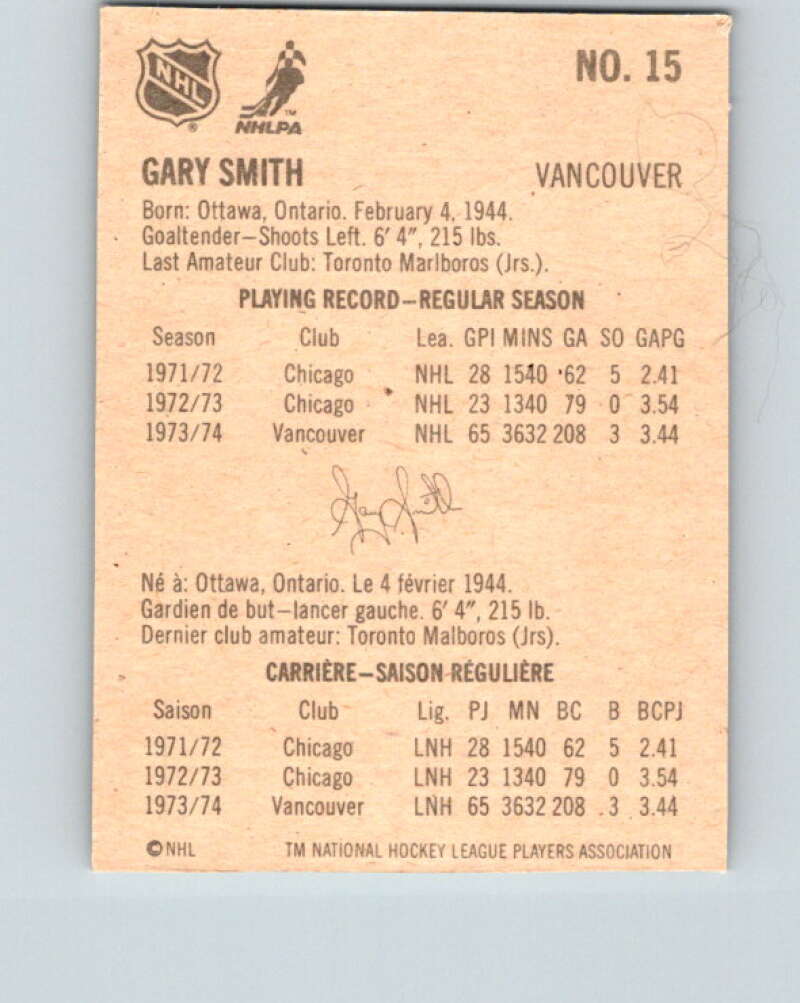 NHL
NHLPA
TM
®
NO. 15
GARY SMITH VANCOUVER
Born: Ottawa, Ontario. February 4, 1944.
Goaltender—Shoots Left. 6′ 4″, 215 lbs.
Last Amateur Club: Toronto Marlboros (Jrs.).
PLAYING RECORD—REGULAR SEASON
Season Club Lea. GPI MINS GA SO GAPG
1971/72 Chicago NHL 28 1540 62 5 2.41
1972/73 Chicago NHL 23 1340 79 0 3.54
1973/74 Vancouver NHL 65 3632 208 3 3.44
Gary Smith
Né à: Ottawa, Ontario. Le 4 février 1944.
Gardien de but—lancer gauche. 6′ 4″, 215 lb.
Dernier club amateur: Toronto Malboros (Jrs).
CARRIÈRE—SAISON RÉGULIÈRE
Saison Club Lig. PJ MN BC B BCPJ
1971/72 Chicago LNH 28 1540 62 5 2.41
1972/73 Chicago LNH 23 1340 79 0 3.54
1973/74 Vancouver LNH 65 3632 208 3 3.44
©NHL TM NATIONAL HOCKEY LEAGUE PLAYERS ASSOCIATION